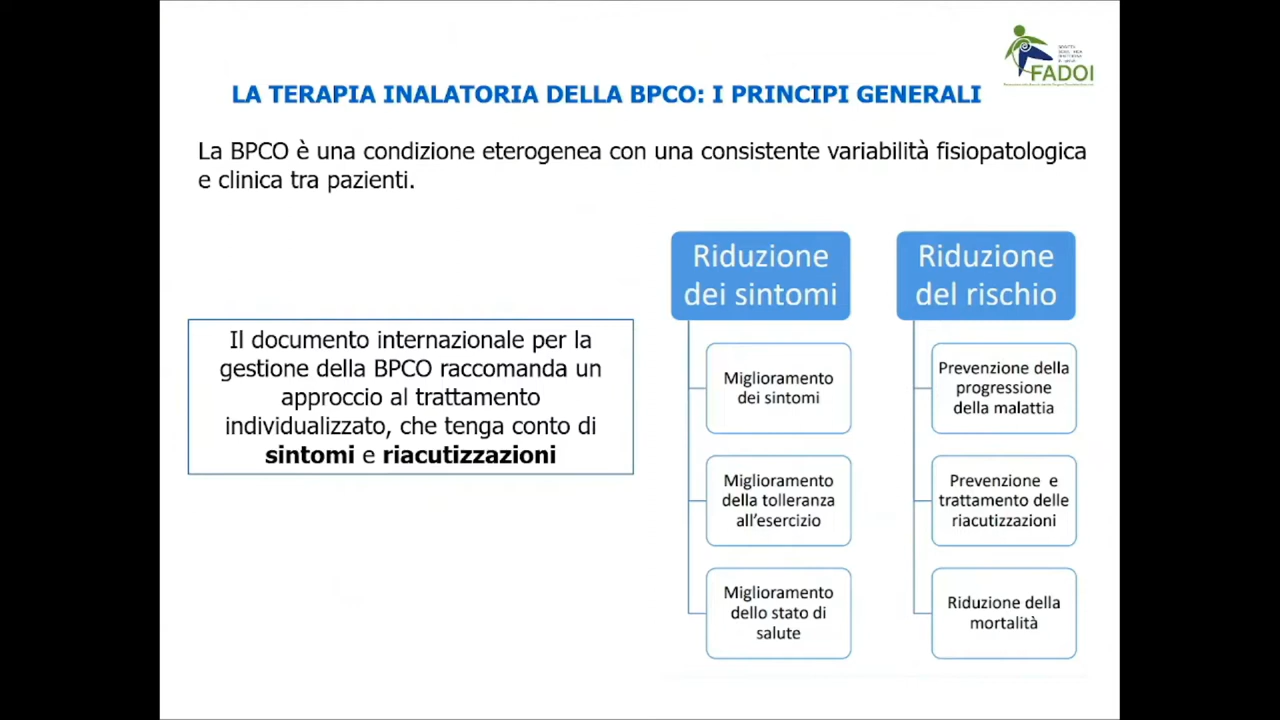 FADOI
LA TERAPIA INALATORIA DELLA BPCO: I PRINCIPI GENERALI
La BPCO è una condizione eterogenea con una consistente variabilità fisiopatologica
e clinica tra pazienti.
Il documento internazionale per la
gestione della BPCO raccomanda un
approccio al trattamento
individualizzato, che tenga conto di
sintomi e riacutizzazioni
Riduzione
dei sintomi
Miglioramento
dei sintomi
Miglioramento
della tolleranza
all’esercizio
Miglioramento
dello stato di
salute
Riduzione
del rischio
Prevenzione della
progressione
della malattia
Prevenzione e
trattamento delle
riacutizzazioni
Riduzione della
mortalità